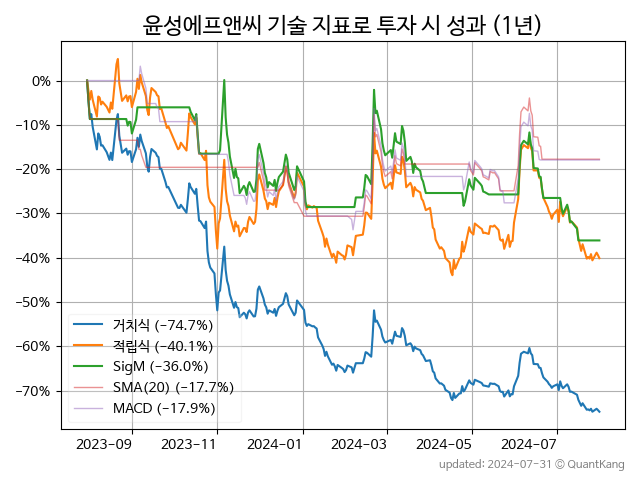 윤성에프앤씨 기술 지표로 투자 시 성과 (1년)
0%
−10%
−20%
−30%
−40%
−50%
−60%
−70%
거치식 (−74.7%)
적립식 (−40.1%)
SigM (−36.0%)
SMA(20) (−17.7%)
MACD (−17.9%)
2023−09 2023−11 2024−01 2024−03 2024−05 2024−07
updated: 2024-07-31 © QuantKang